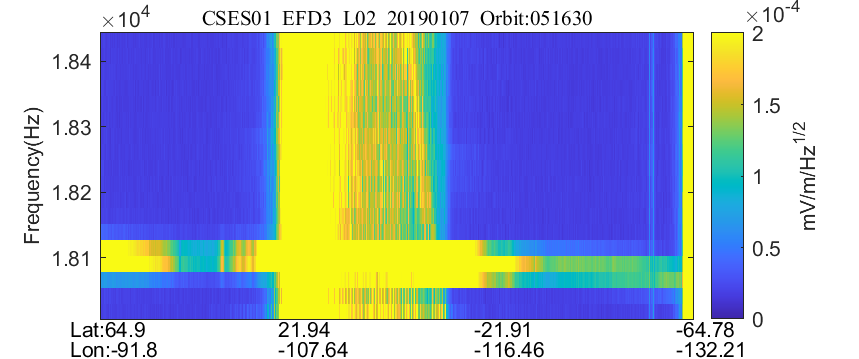 ×10⁴ CSES01 EFD3 L02 20190107 Orbit:051630 ×10⁻⁴
1.84
1.83
1.82
1.81
Frequency(Hz)
2
1.5
1
0.5
0
mV/m/Hz^1/2
Lat:64.9 21.94 -21.91 -64.78
Lon:-91.8 -107.64 -116.46 -132.21